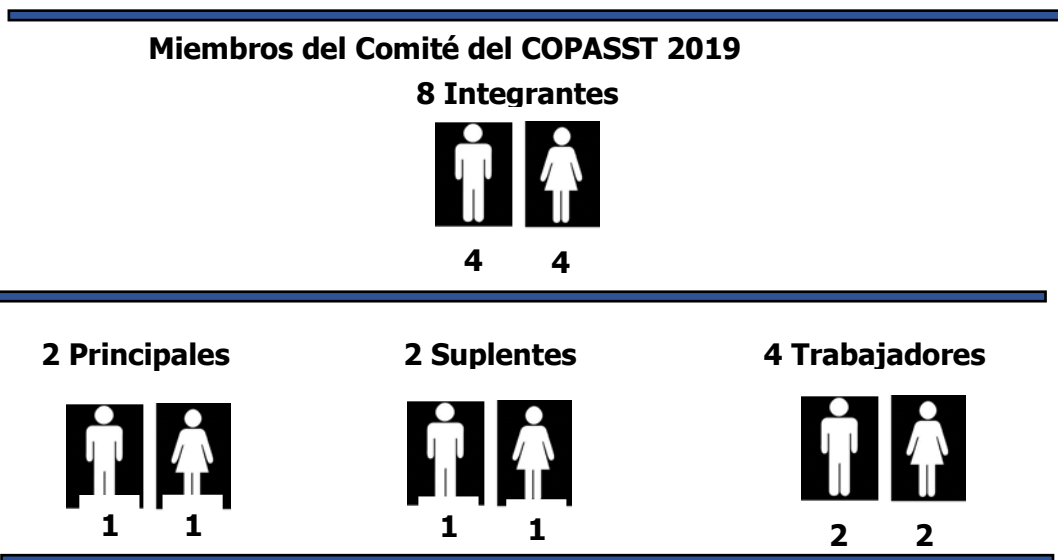 Miembros del Comité del COPASST 2019
8 Integrantes
4 4
2 Principales 2 Suplentes 4 Trabajadores
1 1 1 1 2 2